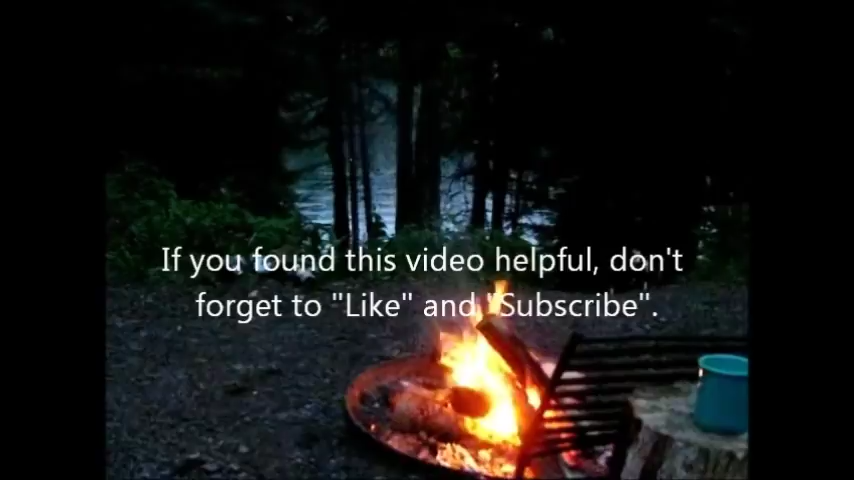 If you found this video helpful, don't
forget to "Like" and "Subscribe".